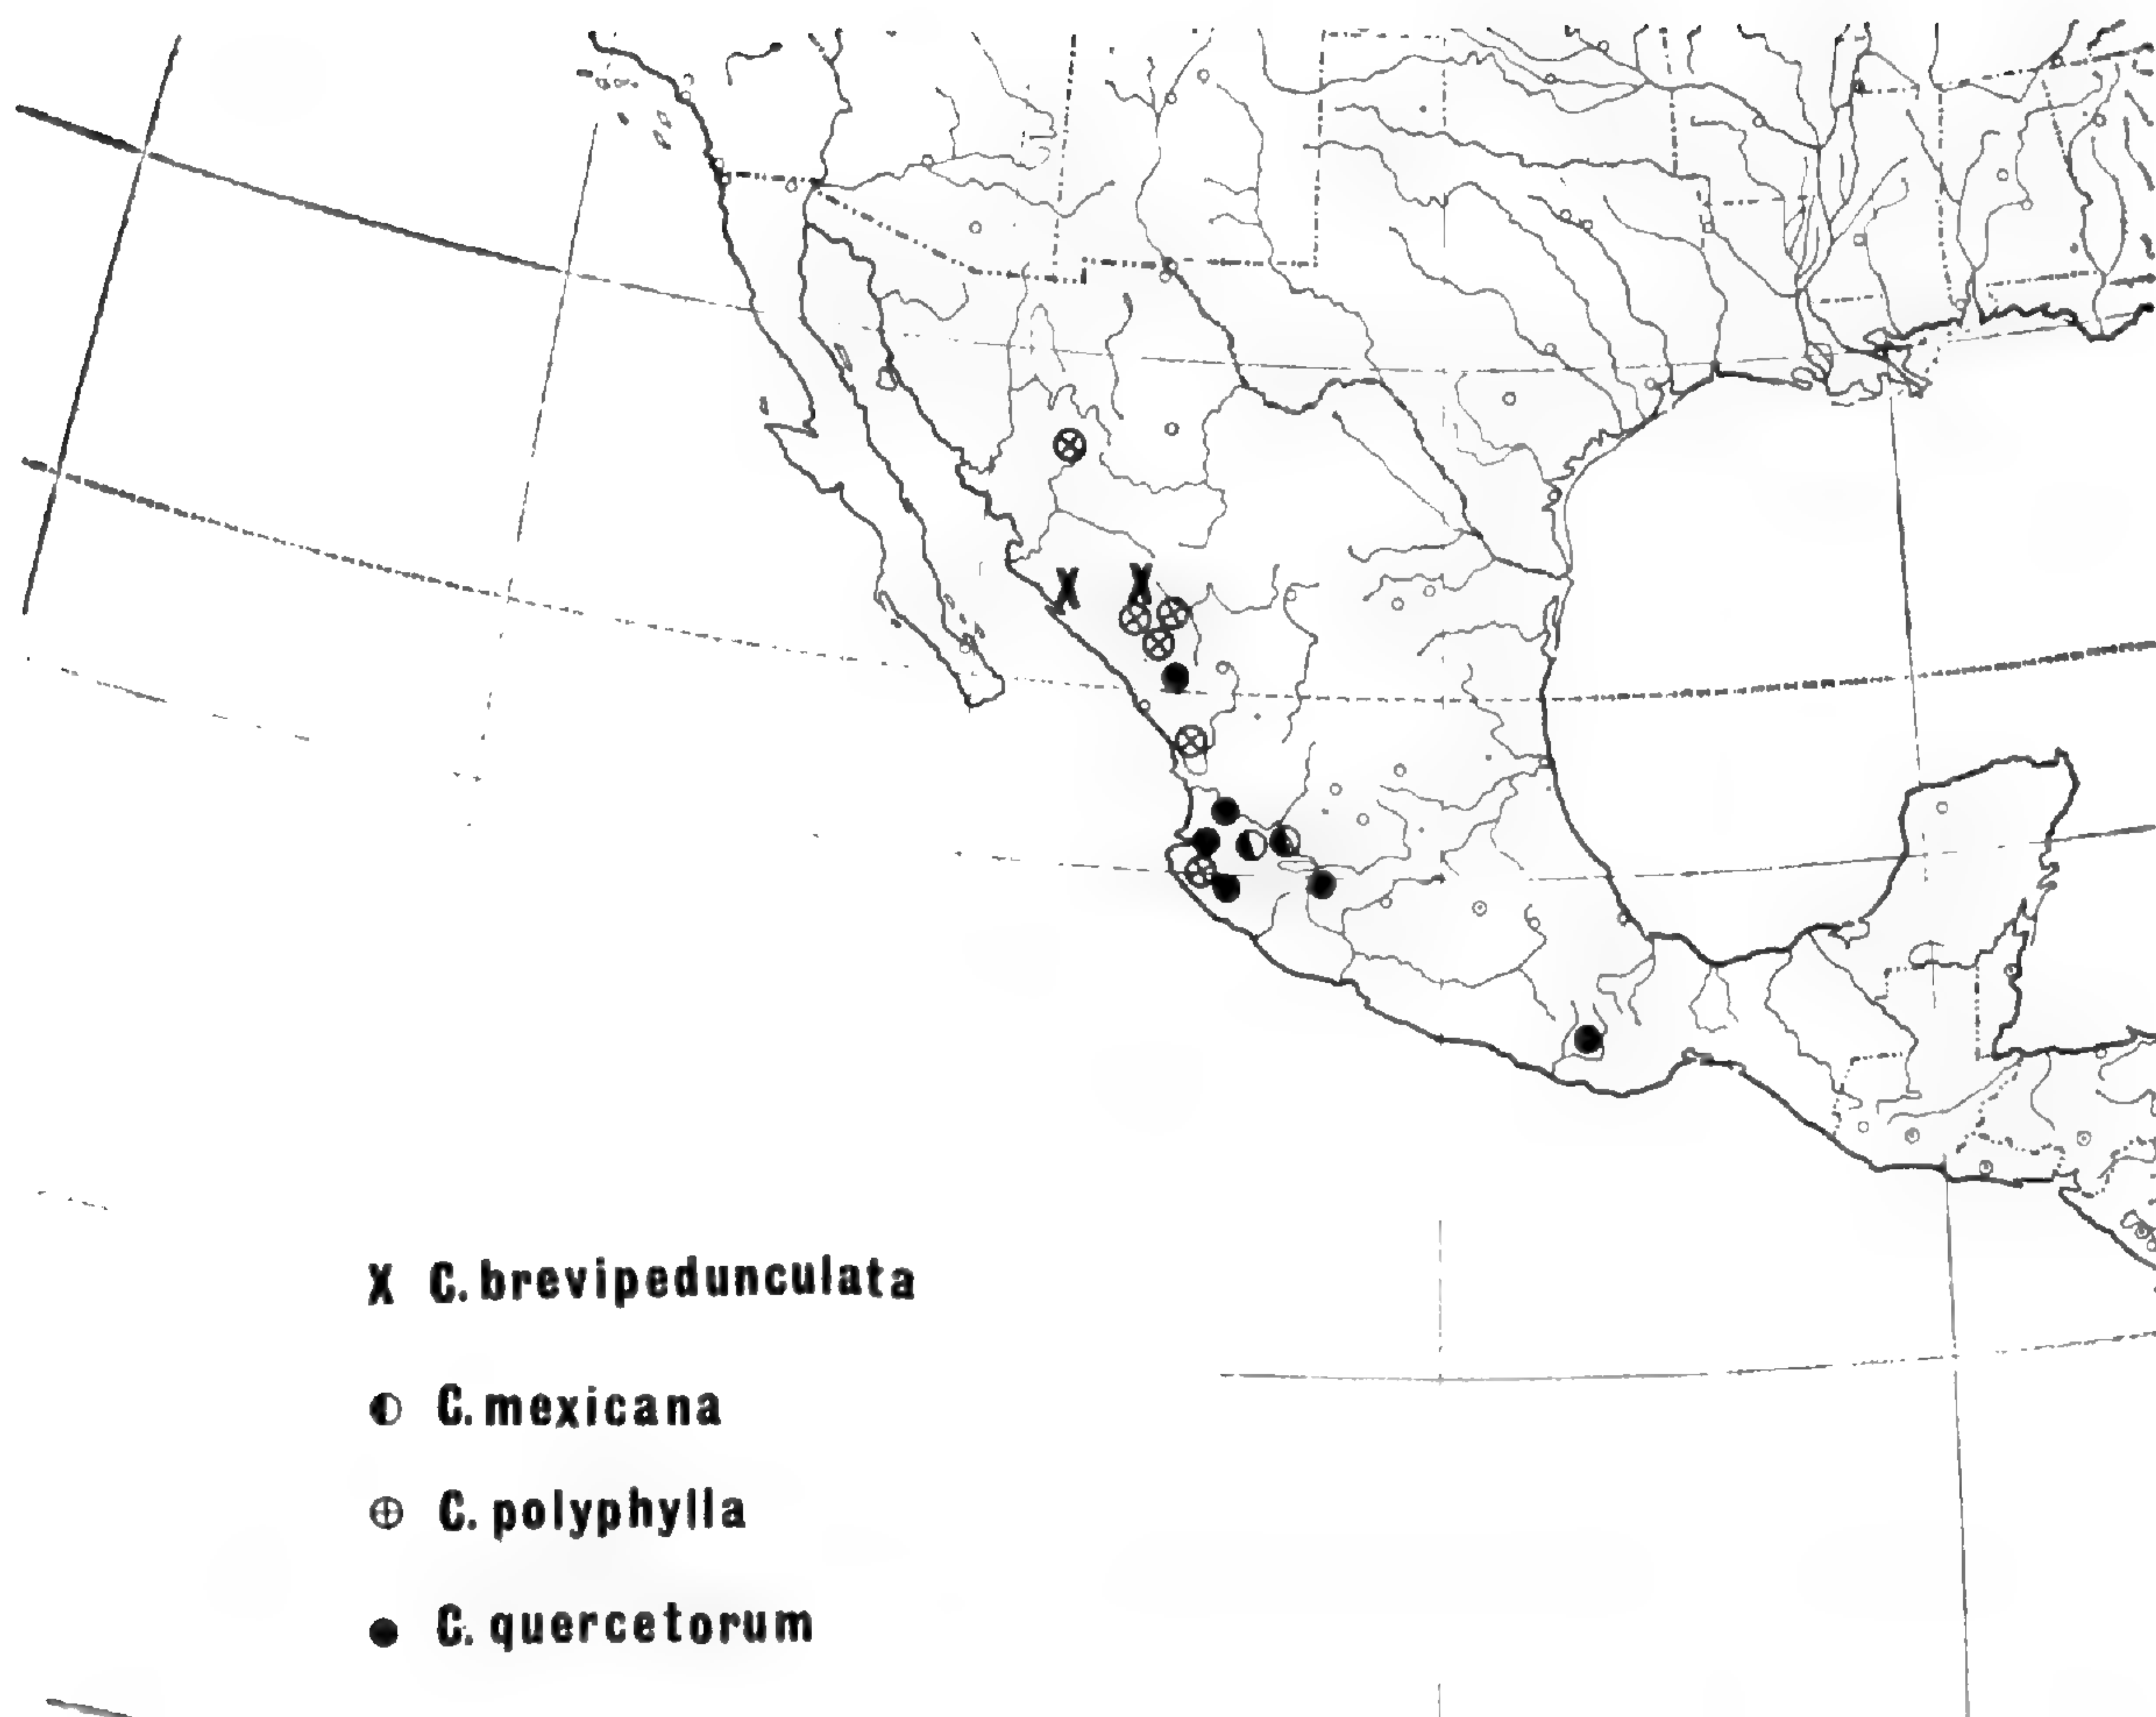 X C. brevipedunculata
C. mexicana
C. polyphylla
C. quercetorum